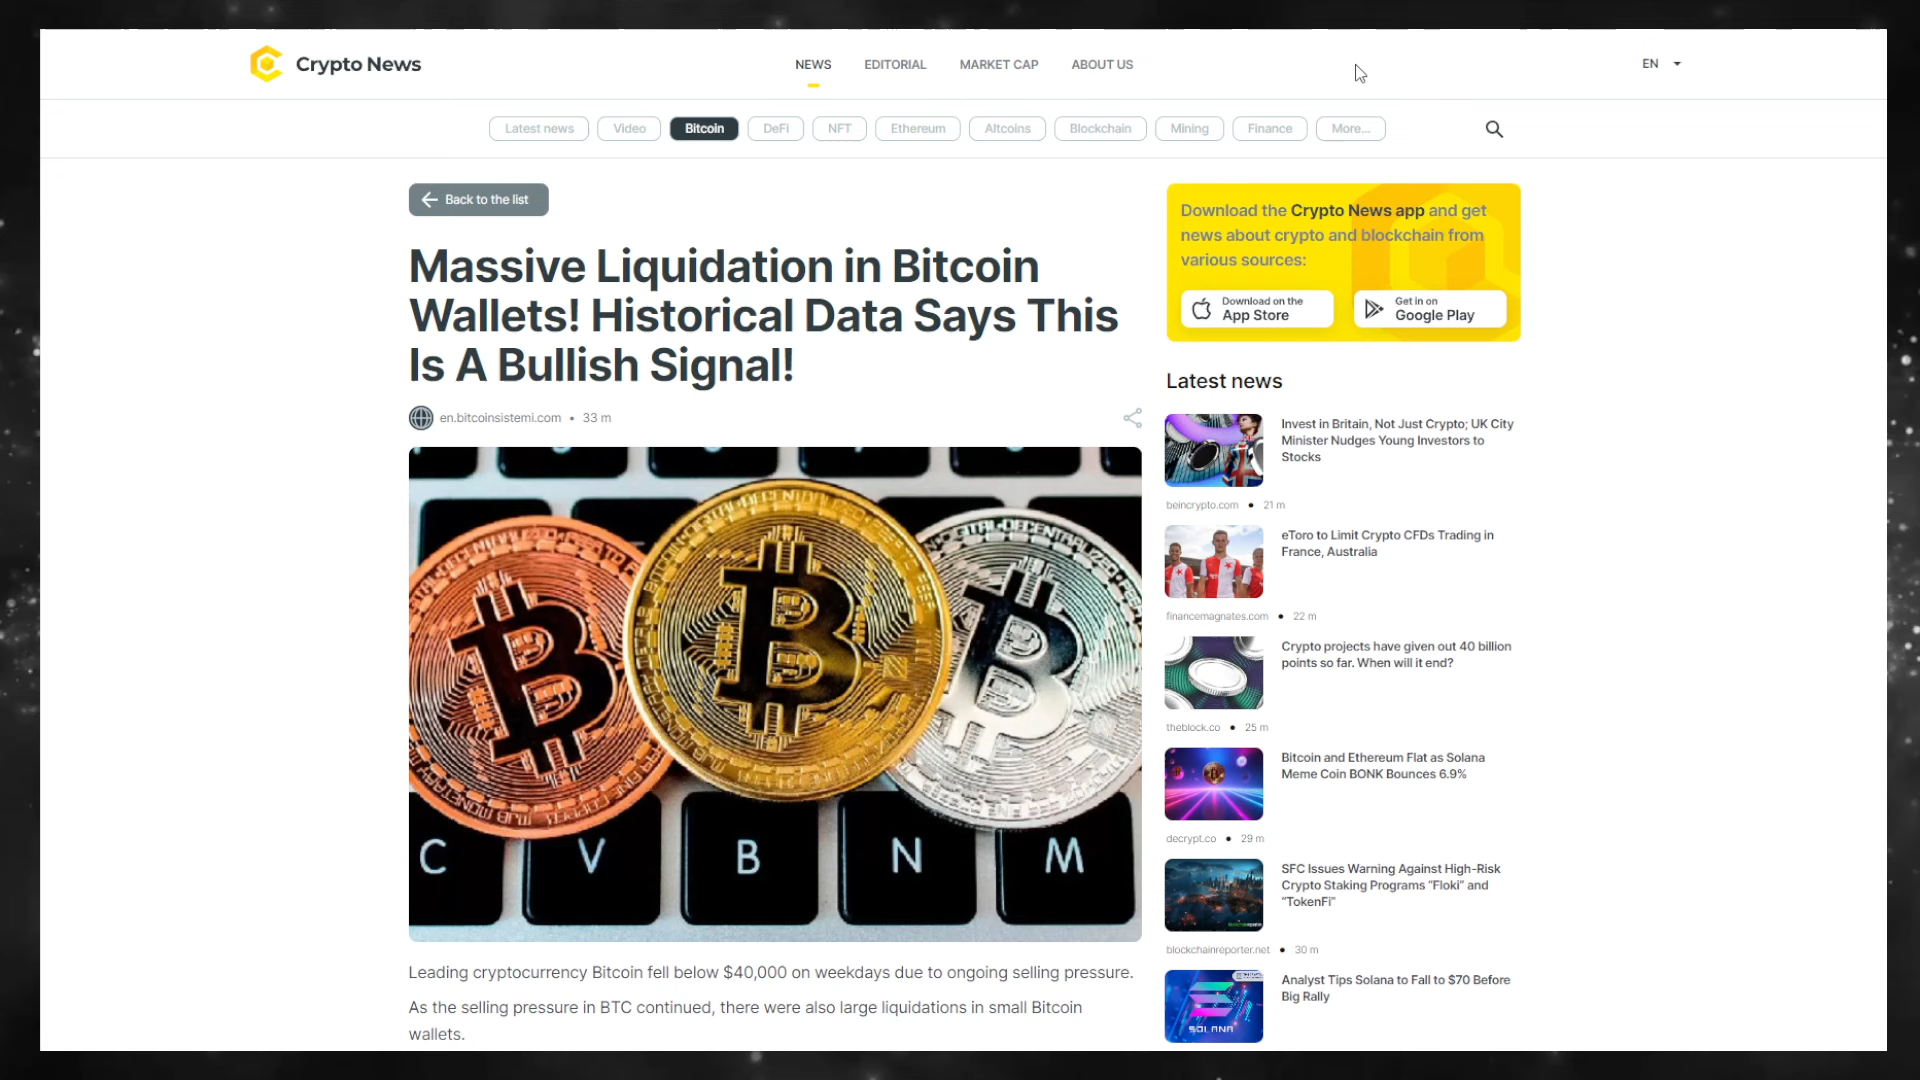 Crypto News
NEWS
EDITORIAL
MARKET CAP
ABOUT US
EN
Latest news
Video
Bitcoin
DeFi
NFT
Ethereum
Altcoins
Blockchain
Mining
Finance
More...
Back to the list
Massive Liquidation in Bitcoin
Wallets! Historical Data Says This
Is A Bullish Signal!
en.bitcoinsistemi.com • 33 m
C V B N M
Leading cryptocurrency Bitcoin fell below $40,000 on weekdays due to ongoing selling pressure.
As the selling pressure in BTC continued, there were also large liquidations in small Bitcoin
wallets.
Download the Crypto News app and get
news about crypto and blockchain from
various sources:
Download on the
App Store
Get in on
Google Play
Latest news
Invest in Britain, Not Just Crypto; UK City
Minister Nudges Young Investors to
Stocks
beincrypto.com • 21 m
eToro to Limit Crypto CFDs Trading in
France, Australia
financemagnates.com • 22 m
Crypto projects have given out 40 billion
points so far. When will it end?
theblock.co • 25 m
Bitcoin and Ethereum Flat as Solana
Meme Coin BONK Bounces 6.9%
decrypt.co • 29 m
SFC Issues Warning Against High-Risk
Crypto Staking Programs “Floki” and
“TokenFi”
blockchainreporter.net • 30 m
Analyst Tips Solana to Fall to $70 Before
Big Rally
SOLANA